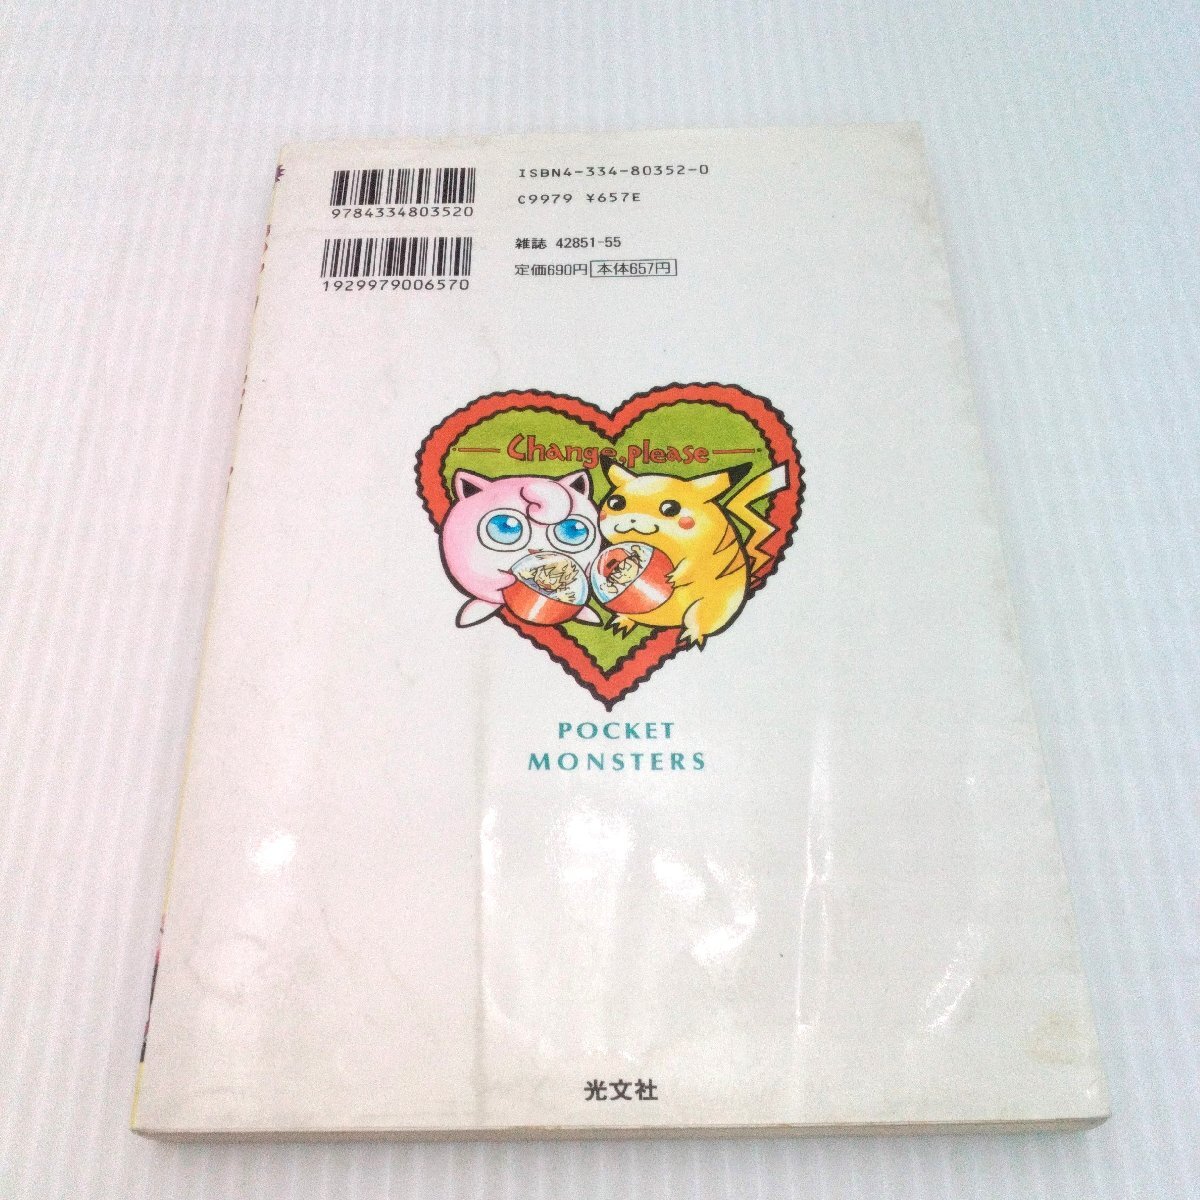 ISBN4-334-80352-0
9784334803520
C9979 ¥657E
雑誌 42851-55
1929979006570
定価690円 本体657円
Change, please
POCKET
MONSTERS
光文社